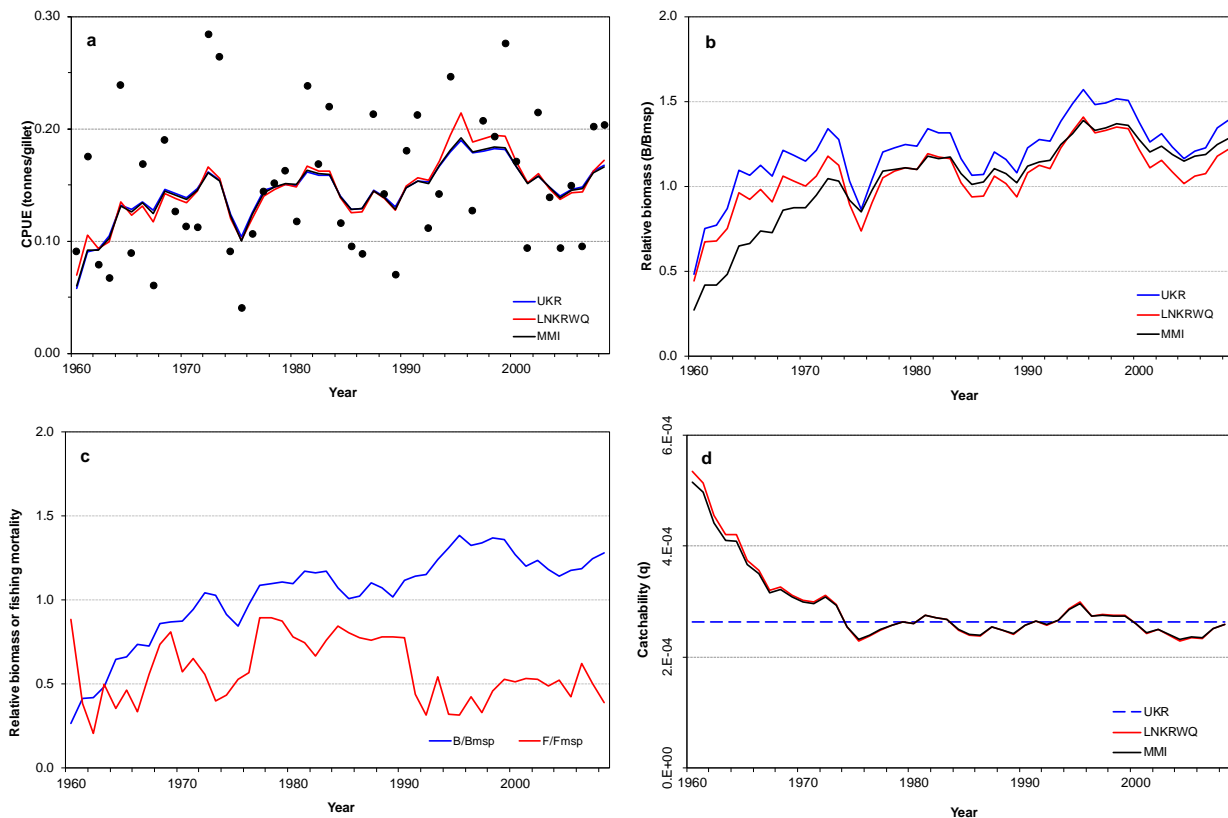 a
CPUE (tonnes/gillet)
0.30
0.20
0.10
0.00
1960
1970
1980
1990
2000
Year
UKR
LNKRWQ
MMI
b
Relative biomass (B/Bmsp)
2.0
1.5
1.0
0.5
0.0
1960
1970
1980
1990
2000
Year
UKR
LNKRWQ
MMI
c
Relative biomass or fishing mortality
2.0
1.5
1.0
0.5
0.0
1960
1970
1980
1990
2000
Year
B/Bmsp
F/Fmsp
d
Catchability (q)
6.E-04
4.E-04
2.E-04
0.E+00
1960
1970
1980
1990
2000
Year
UKR
LNKRWQ
MMI